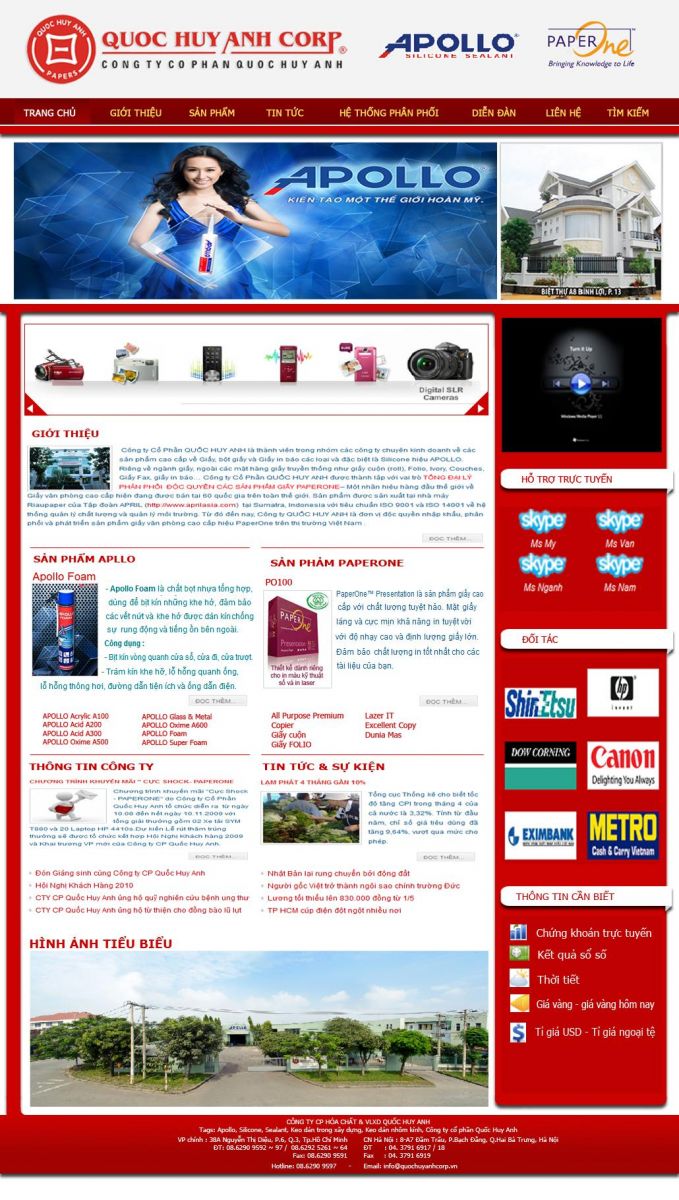 QUOC HUY ANH
PAPERS
QUOC HUY ANH CORP.®
CONG TY CO PHAN QUOC HUY ANH
APOLLO®
SILICONE SEALANT
PAPER One™
Bringing Knowledge to Life
TRANG CHỦ GIỚI THIỆU SẢN PHẨM TIN TỨC HỆ THỐNG PHÂN PHỐI DIỄN ĐÀN LIÊN HỆ TÌM KIẾM
APOLLO®
KIẾN TẠO MỘT THẾ GIỚI HOÀN MỸ.
BIỆT THỰ A8 BÌNH LỢI, P. 13
Digital SLR
Cameras
Turn It Up
Windows Media Player 11
GIỚI THIỆU
Công ty Cổ Phần QUỐC HUY ANH là thành viên trong nhóm các công ty chuyên kinh doanh về các
sản phẩm cao cấp về Giấy, bột giấy và Giấy in báo các loại và đặc biệt là Silicone hiệu APOLLO.
Riêng về ngành giấy, ngoài các mặt hàng giấy truyền thống như giấy cuộn (roll), Folio, Ivory, Couches,
Giấy Fax, giấy in báo… Công ty Cổ Phần QUỐC HUY ANH được thành lập với vai trò TỔNG ĐẠI LÝ
PHÂN PHỐI ĐỘC QUYỀN CÁC SẢN PHẨM GIẤY PAPERONE– Một nhãn hiệu hàng đầu thế giới về
Giấy văn phòng cao cấp hiện đang được bán tại 60 quốc gia trên toàn thế giới. Sản phẩm được sản xuất tại nhà máy
Riaupaper của Tập đoàn APRIL (http://www.aprilasia.com) tại Sumatra, Indonesia với tiêu chuẩn ISO 9001 và ISO 14001 về hệ
thống quản lý chất lượng và quản lý môi trường. Từ đó đến nay, Công ty QUỐC HUY ANH là đơn vị độc quyền nhập khẩu, phân
phối và phát triển sản phẩm giấy văn phòng cao cấp hiệu PaperOne trên thị trường Việt Nam .
ĐỌC THÊM...
HỖ TRỢ TRỰC TUYẾN
skype skype
Ms My Ms Van
skype skype
Ms Nganh Ms Nam
SẢN PHẨM APLLO
Apollo Foam
- Apollo Foam là chất bọt nhựa tổng hợp,
dùng để bịt kín những khe hở, đảm bảo
các vết nứt và khe hở được dán kín chống
sự rung động và tiếng ồn bên ngoài.
Công dụng :
- Bịt kín vòng quanh cửa sổ, cửa đi, cửa trượt.
- Trám kín khe hở, lỗ hổng quanh ống,
lỗ hỗng thông hơi, đường dẫn tiện ích và ống dẫn điện.
ĐỌC THÊM...
APOLLO Acrylic A100
APOLLO Acid A200
APOLLO Acid A300
APOLLO Oxime A500
APOLLO Glass & Metal
APOLLO Oxime A600
APOLLO Foam
APOLLO Super Foam
SẢN PHẢM PAPERONE
PO100
PAPER One
Presentation
Thiết kế dành riêng
cho in màu kỹ thuật
số và in laser
PaperOne™ Presentation là sản phẩm giấy cao
cấp với chất lượng tuyệt hảo. Mặt giấy
láng và cực mịn khả năng in tuyệt vời
với độ nhạy cao và định lượng giấy lớn.
Đảm bảo chất lượng in tốt nhất cho các
tài liệu của bạn.
ĐỌC THÊM...
All Purpose Premium
Copier
Giấy cuộn
Giấy FOLIO
Lazer IT
Excellent Copy
Dunia Mas
ĐỐI TÁC
ShinEtsu
hp
invent
DOW CORNING
Canon
Delighting You Always
EXIMBANK
METRO
Cash & Carry Vietnam
THÔNG TIN CÔNG TY
CHƯƠNG TRÌNH KHUYẾN MÃI " CỰC SHOCK- PAPERONE
Chương trình khuyến mãi "Cực Shock
- PAPERONE" do Công ty Cổ Phần
Quốc Huy Anh tổ chức diễn ra từ ngày
10.08 đến hết ngày 10.11.2009 với
tổng giải thưởng gồm 02 Xe tải SYM
T880 và 20 Laptop HP 4410s.Dự kiến Lễ rút thăm trúng
thưởng sẽ được tổ chức kết hợp Hội Nghị Khách hàng 2009
và Khai trương VP mới của Công ty CP Quốc Huy Anh.
ĐỌC THÊM...
Đón Giáng sinh cùng Công ty CP Quốc Huy Anh
Hội Nghị Khách Hàng 2010
CTY CP Quốc Huy Anh ủng hộ quỹ nghiên cứu bệnh ung thư
CTY CP Quốc Huy Anh ủng hộ từ thiện cho đồng bào lũ lụt
TIN TỨC & SỰ KIỆN
LẠM PHÁT 4 THÁNG GẦN 10%
Tổng cục Thống kê cho biết tốc
độ tăng CPI trong tháng 4 của
cả nước là 3,32%. Tính từ đầu
năm, chỉ số giá tiêu dùng đã
tăng 9,64%, vượt qua mức cho
phép.
ĐỌC THÊM...
Nhật Bản lại rung chuyển bởi động đất
Người gốc Việt trở thành ngôi sao chính trường Đức
Lương tối thiểu lên 830.000 đồng từ 1/5
TP HCM cúp điện đột ngột nhiều nơi
THÔNG TIN CẦN BIẾT
Chứng khoán trực tuyến
Kết quả sổ số
Thời tiết
Giá vàng - giá vàng hôm nay
Tỉ giá USD - Tỉ giá ngoại tệ
HÌNH ẢNH TIỂU BIỂU
APOLLO
CÔNG TY CP HÓA CHẤT & VLXD QUỐC HUY ANH
Tags: Apollo, Silicone, Sealant, Keo dán trong xây dựng, Keo dán nhôm kính, Công ty cổ phần Quốc Huy Anh
VP chính : 38A Nguyễn Thị Diệu, P.6, Q.3, Tp.Hồ Chí Minh CN Hà Nội : 8-A7 Đầm Trấu, P.Bạch Đằng, Q.Hai Bà Trưng, Hà Nội
ĐT: 08.6290 9592 ~ 97 / 08.6292 5261 ~ 64 ĐT : 04. 3791 6917 / 18
Fax: 08.6290 9591 Fax : 04. 3791 6919
Hotline: 08.6290 9597 - Email: info@quochuyanhcorp.vn